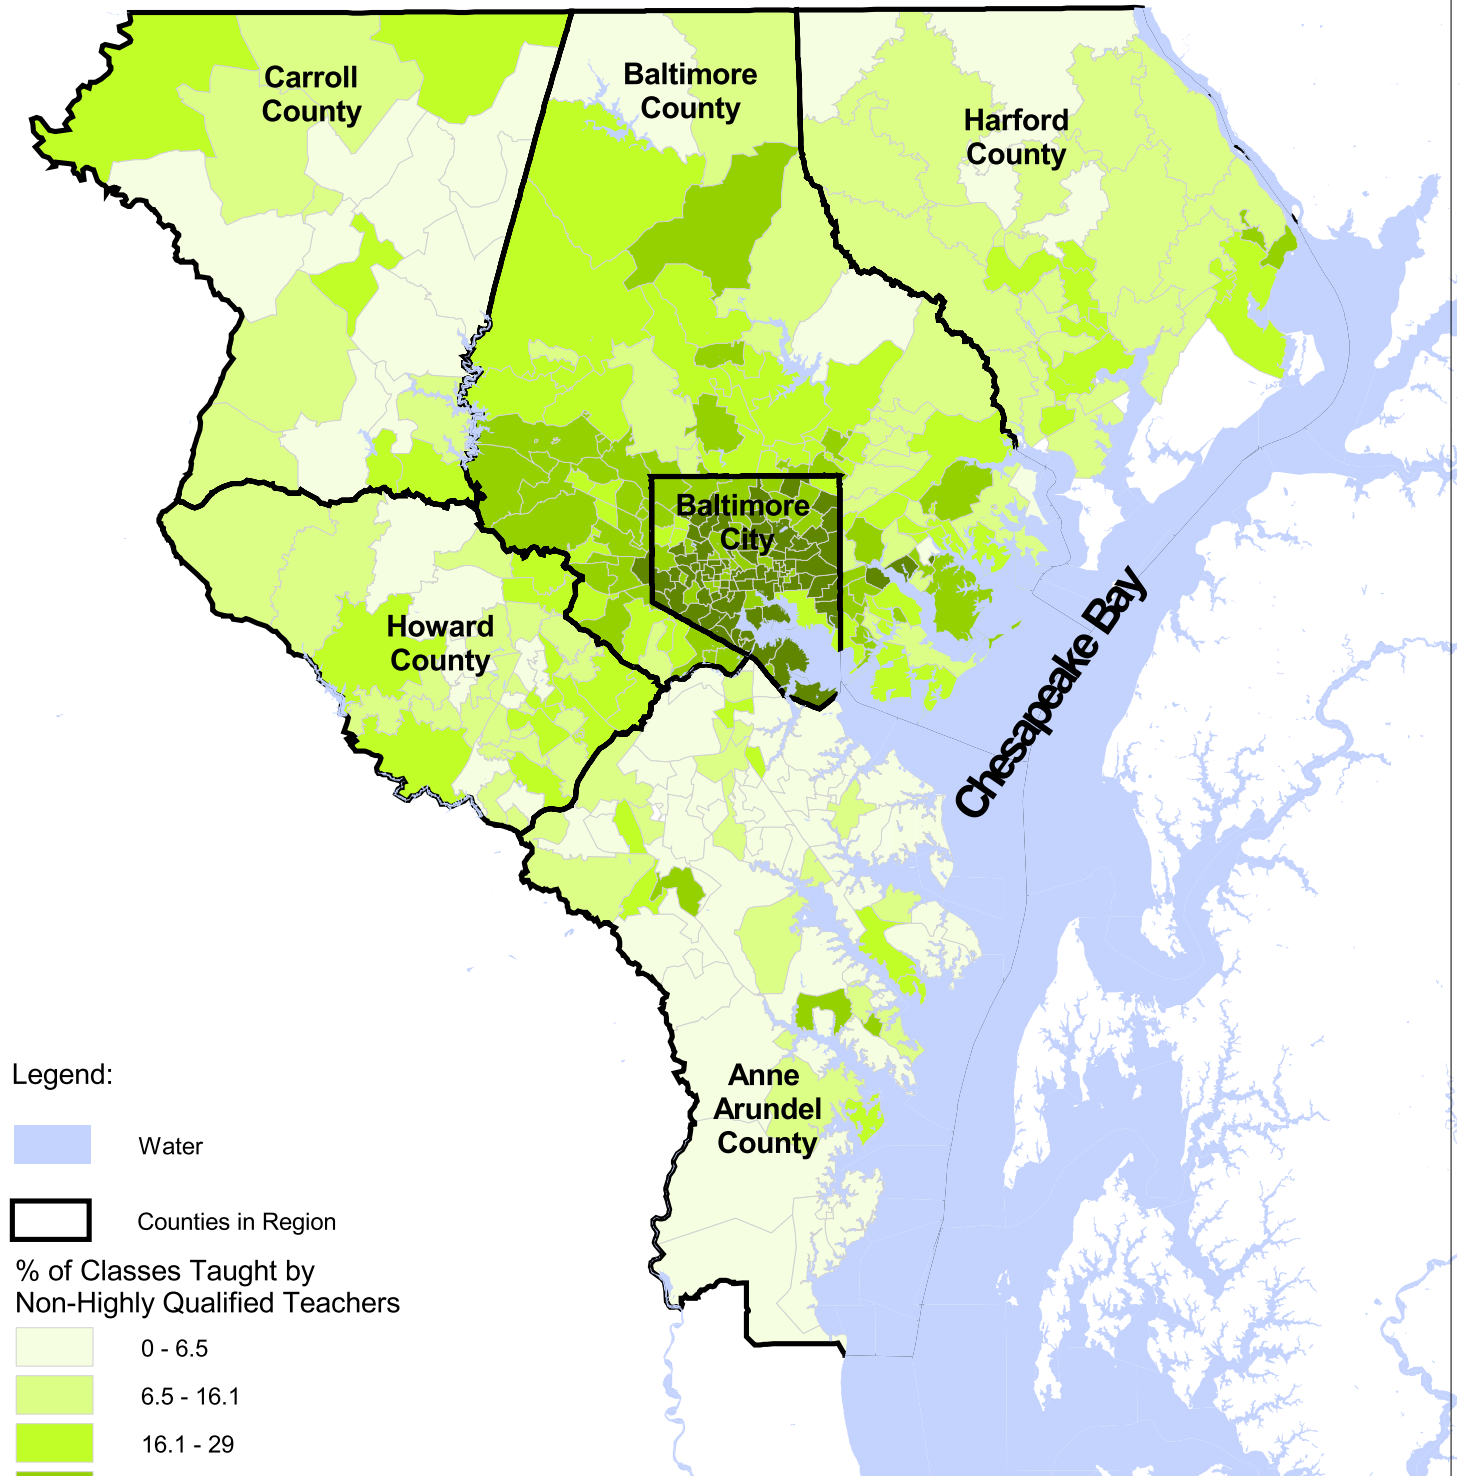 Carroll
County
Baltimore
County
Harford
County
Baltimore
City
Howard
County
Chesapeake Bay
Anne
Arundel
County
Legend:
Water
Counties in Region
% of Classes Taught by
Non-Highly Qualified Teachers
0 - 6.5
6.5 - 16.1
16.1 - 29